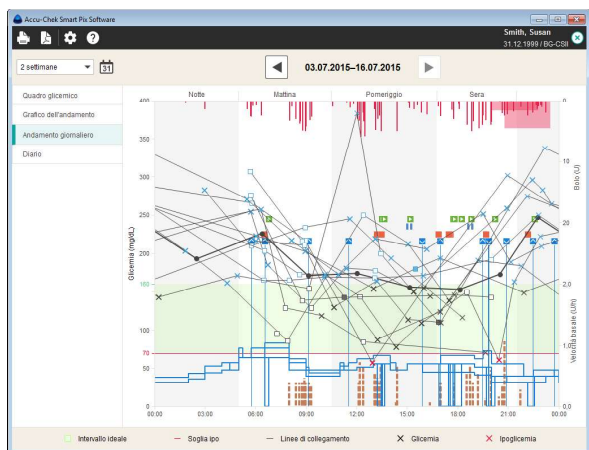 Accu-Chek Smart Pix Software
Smith, Susan
31.12.1999 / BG-CSII
2 settimane
31
03.07.2015–16.07.2015
Quadro glicemico
Grafico dell'andamento
Andamento giornaliero
Diario
Notte Mattina Pomeriggio Sera
400
350
300
250
200
160
100
70
50
0
Glicemia (mg/dL)
0
10
20
2,0
1,0
0,0
Bolo (U)
Velocità basale (U/h)
00:00 03:00 06:00 09:00 12:00 15:00 18:00 21:00 00:00
Intervallo ideale Soglia ipo Linee di collegamento Glicemia Ipoglicemia